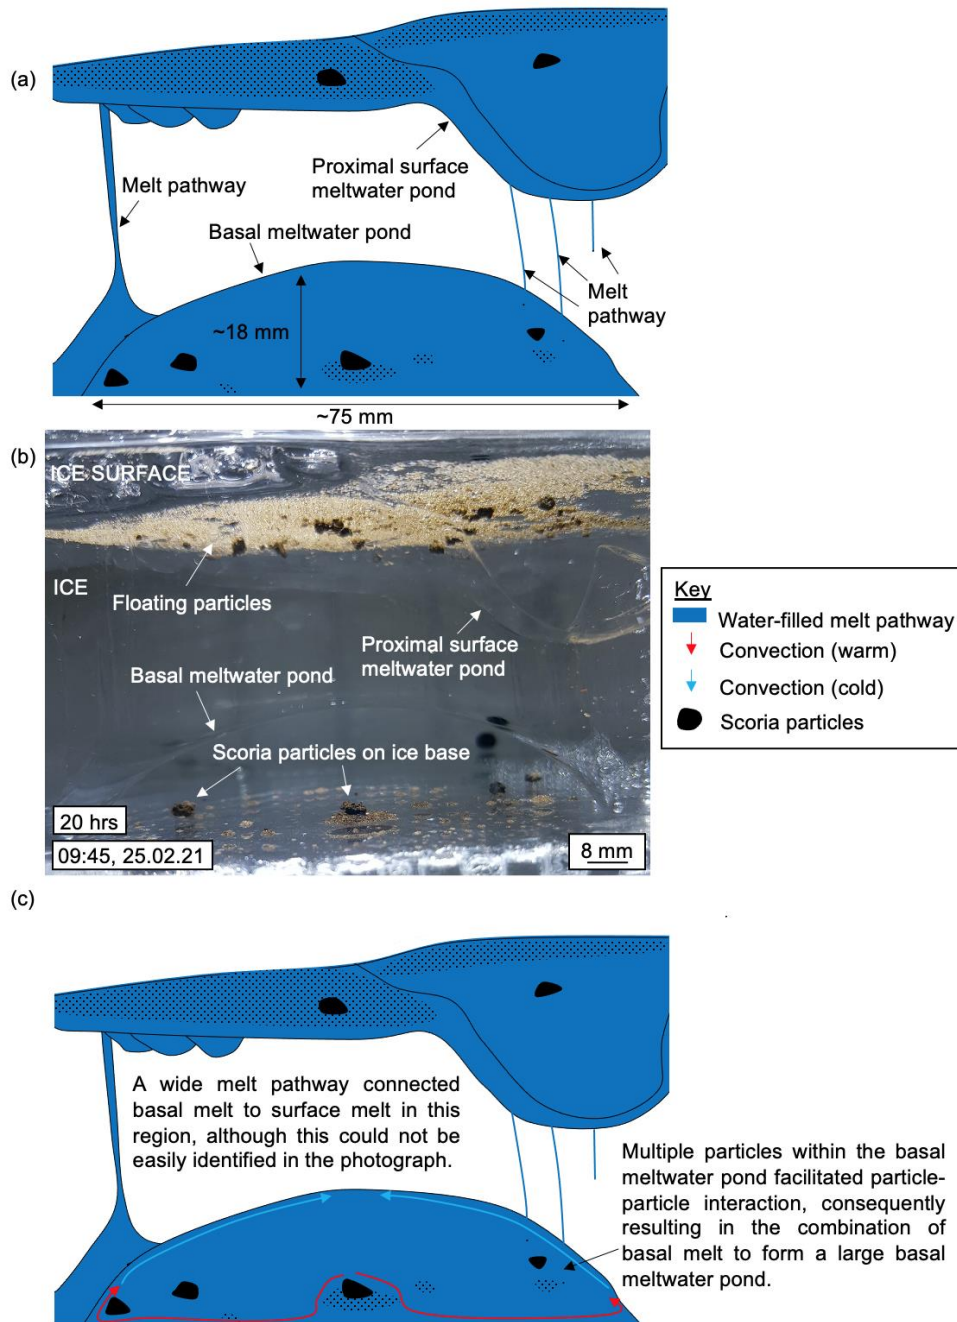 (a)
Proximal surface
meltwater pond
Melt pathway
Basal meltwater pond
Melt
pathway
~18 mm
~75 mm
(b)
ICE SURFACE
ICE
Floating particles
Proximal surface
meltwater pond
Basal meltwater pond
Scoria particles on ice base
20 hrs
09:45, 25.02.21
8 mm
Key
Water-filled melt pathway
Convection (warm)
Convection (cold)
Scoria particles
(c)
A wide melt pathway connected
basal melt to surface melt in this
region, although this could not be
easily identified in the photograph.
Multiple particles within the basal
meltwater pond facilitated particle-
particle interaction, consequently
resulting in the combination of
basal melt to form a large basal
meltwater pond.